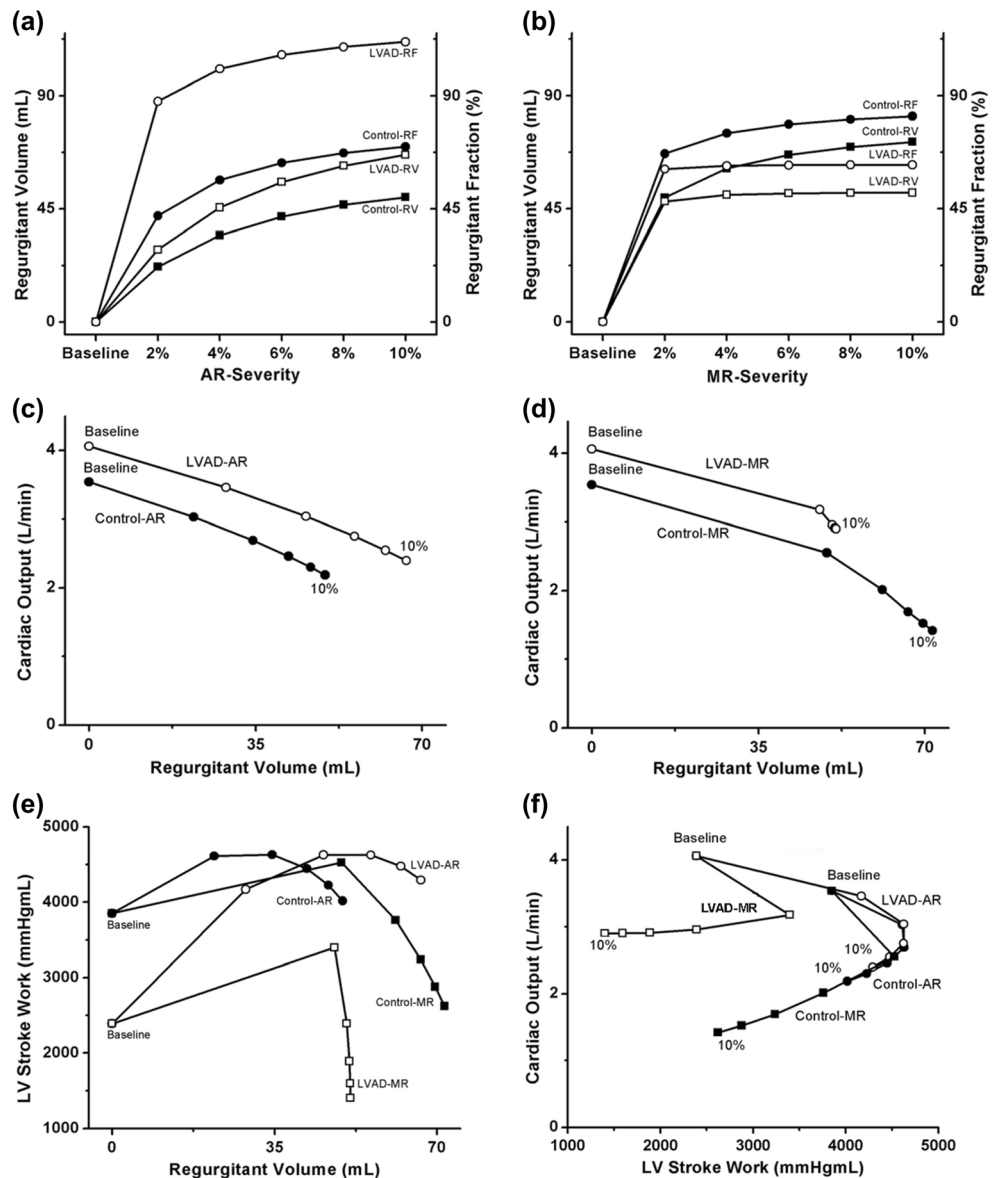 (a)
Regurgitant Volume (mL)
90
45
0
LVAD-RF
Control-RF
LVAD-RV
Control-RV
90
45
0
Regurgitant Fraction (%)
Baseline 2% 4% 6% 8% 10%
AR-Severity
(b)
Regurgitant Volume (mL)
90
45
0
Control-RF
Control-RV
LVAD-RF
LVAD-RV
90
45
0
Regurgitant Fraction (%)
Baseline 2% 4% 6% 8% 10%
MR-Severity
(c)
Cardiac Output (L/min)
4
2
0
Baseline
LVAD-AR
Baseline
Control-AR
10%
10%
0 35 70
Regurgitant Volume (mL)
(d)
Cardiac Output (L/min)
4
2
0
Baseline
LVAD-MR
Baseline
10%
Control-MR
10%
0 35 70
Regurgitant Volume (mL)
(e)
LV Stroke Work (mmHgmL)
5000
4000
3000
2000
1000
LVAD-AR
Control-AR
Baseline
Control-MR
Baseline
LVAD-MR
0 35 70
Regurgitant Volume (mL)
(f)
Cardiac Output (L/min)
4
2
0
Baseline
Baseline
LVAD-AR
LVAD-MR
10%
10%
10%
Control-AR
Control-MR
10%
1000 2000 3000 4000 5000
LV Stroke Work (mmHgmL)